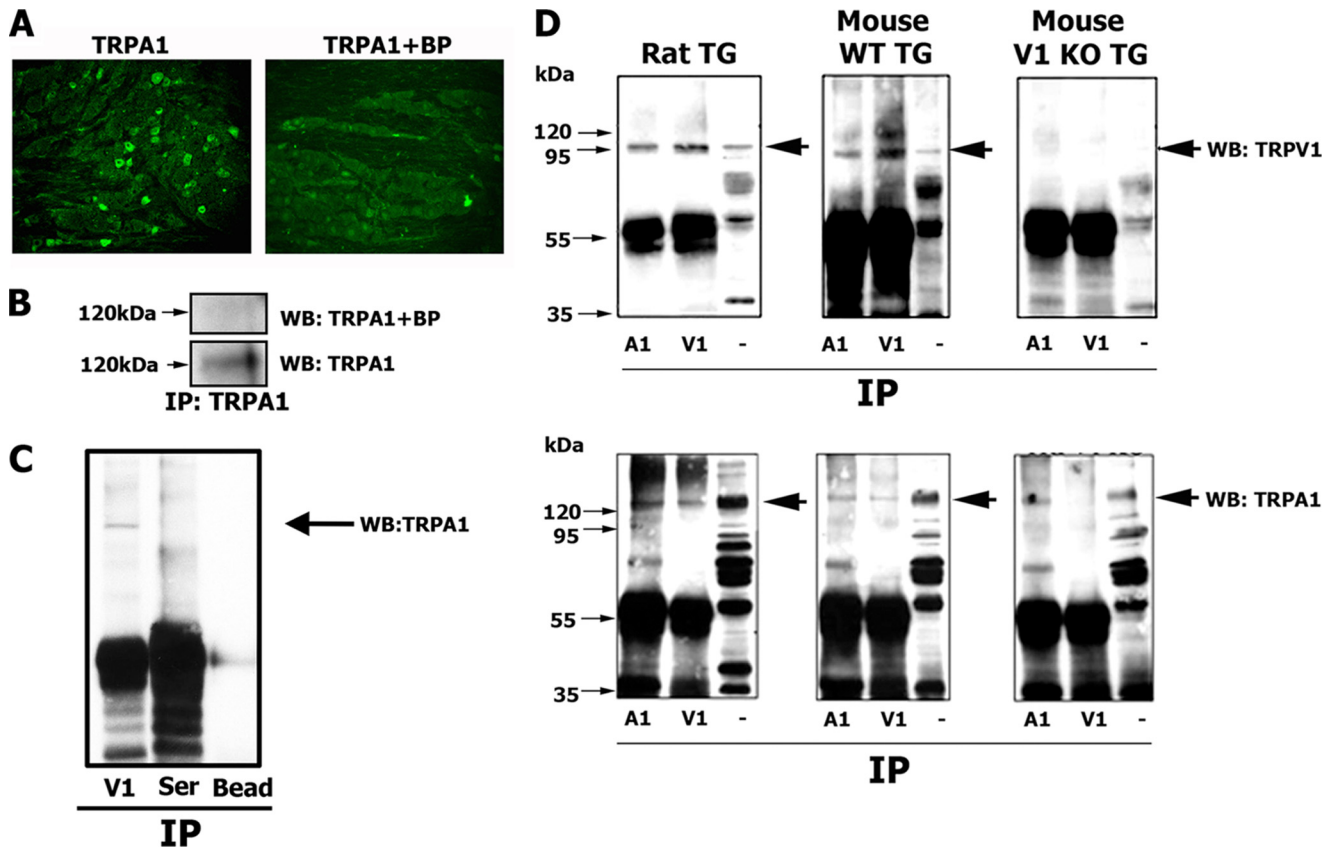 A
TRPA1
TRPA1+BP
B
120kDa
WB: TRPA1+BP
120kDa
WB: TRPA1
IP: TRPA1
C
WB:TRPA1
V1 Ser Bead
IP
D
Rat TG
Mouse
WT TG
Mouse
V1 KO TG
kDa
120
95
55
35
WB: TRPV1
A1 V1 -
A1 V1 -
A1 V1 -
IP
kDa
120
95
55
35
WB: TRPA1
A1 V1 -
A1 V1 -
A1 V1 -
IP